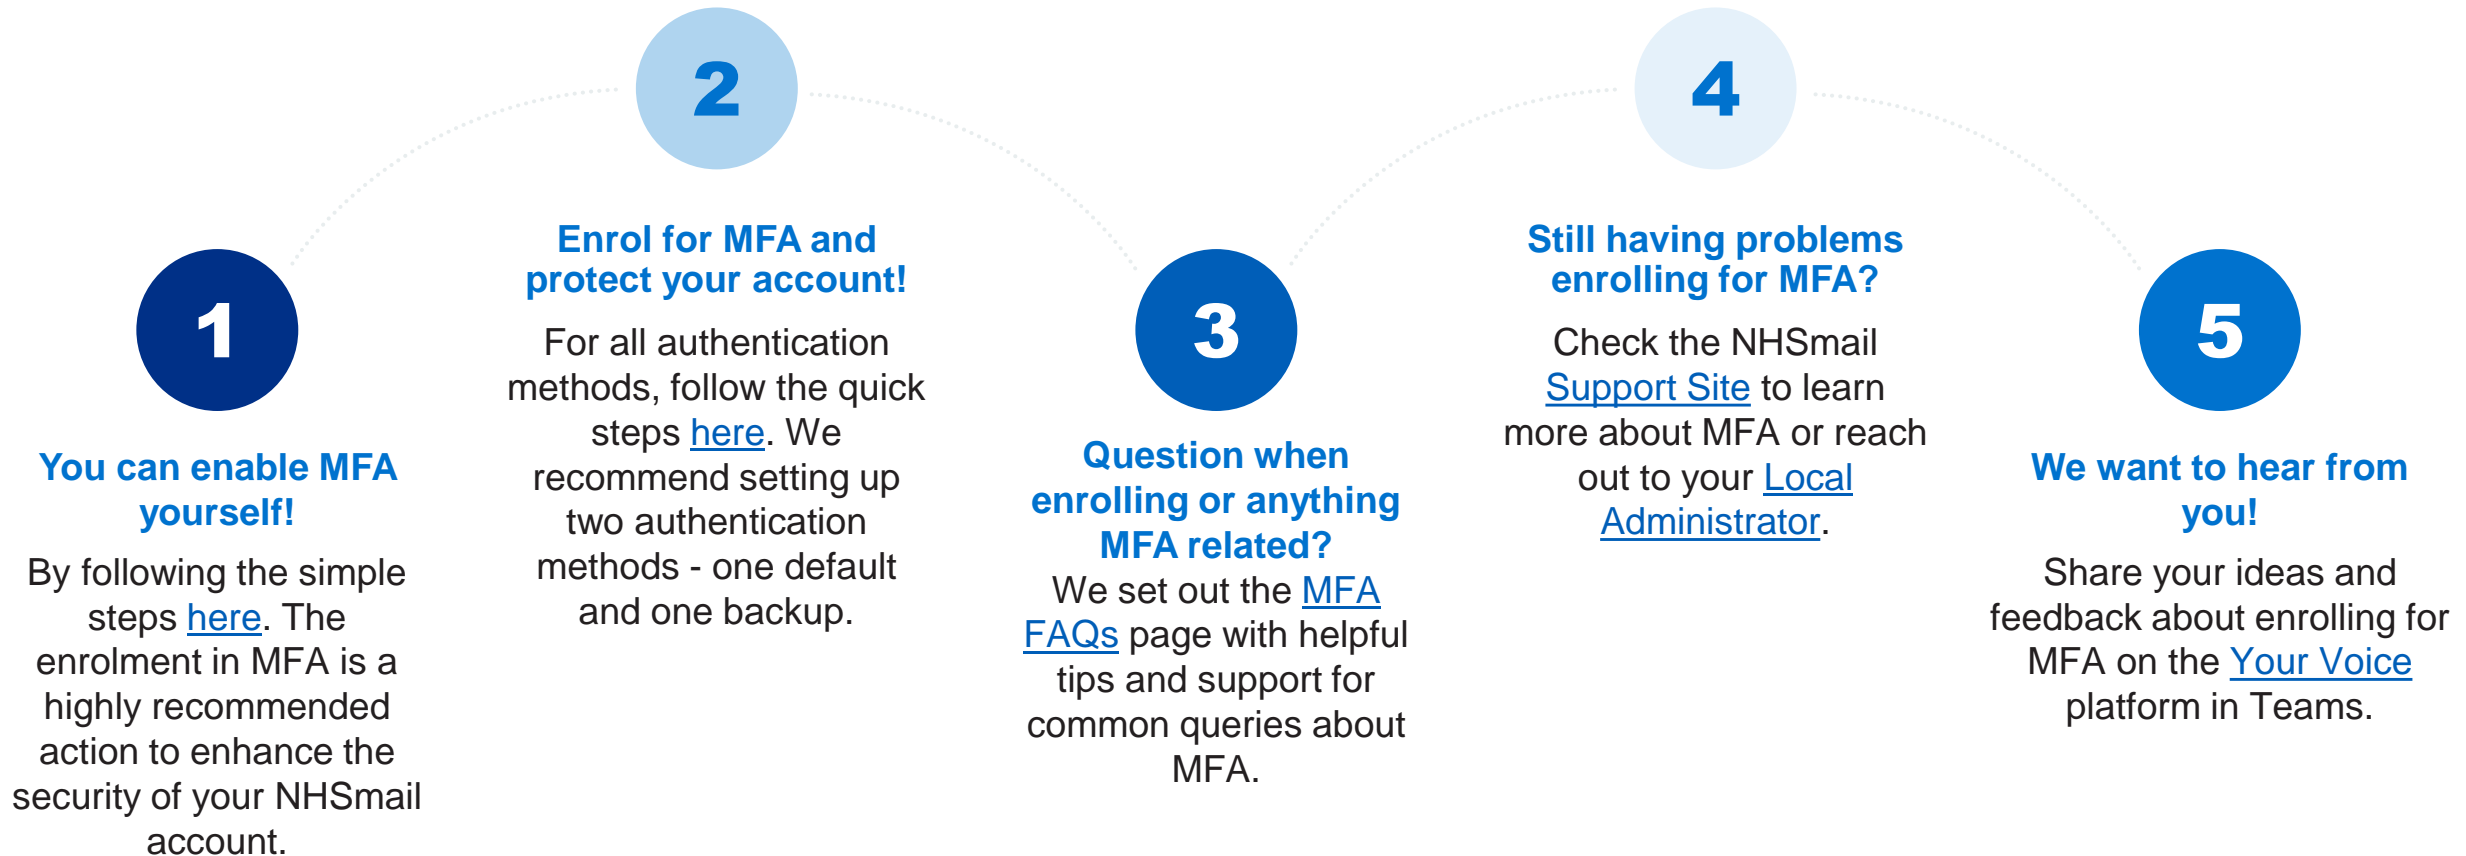 1
You can enable MFA
yourself!
By following the simple
steps here. The
enrolment in MFA is a
highly recommended
action to enhance the
security of your NHSmail
account.
2
Enrol for MFA and
protect your account!
For all authentication
methods, follow the quick
steps here. We
recommend setting up
two authentication
methods - one default
and one backup.
3
Question when
enrolling or anything
MFA related?
We set out the MFA
FAQs page with helpful
tips and support for
common queries about
MFA.
4
Still having problems
enrolling for MFA?
Check the NHSmail
Support Site to learn
more about MFA or reach
out to your Local
Administrator.
5
We want to hear from
you!
Share your ideas and
feedback about enrolling for
MFA on the Your Voice
platform in Teams.